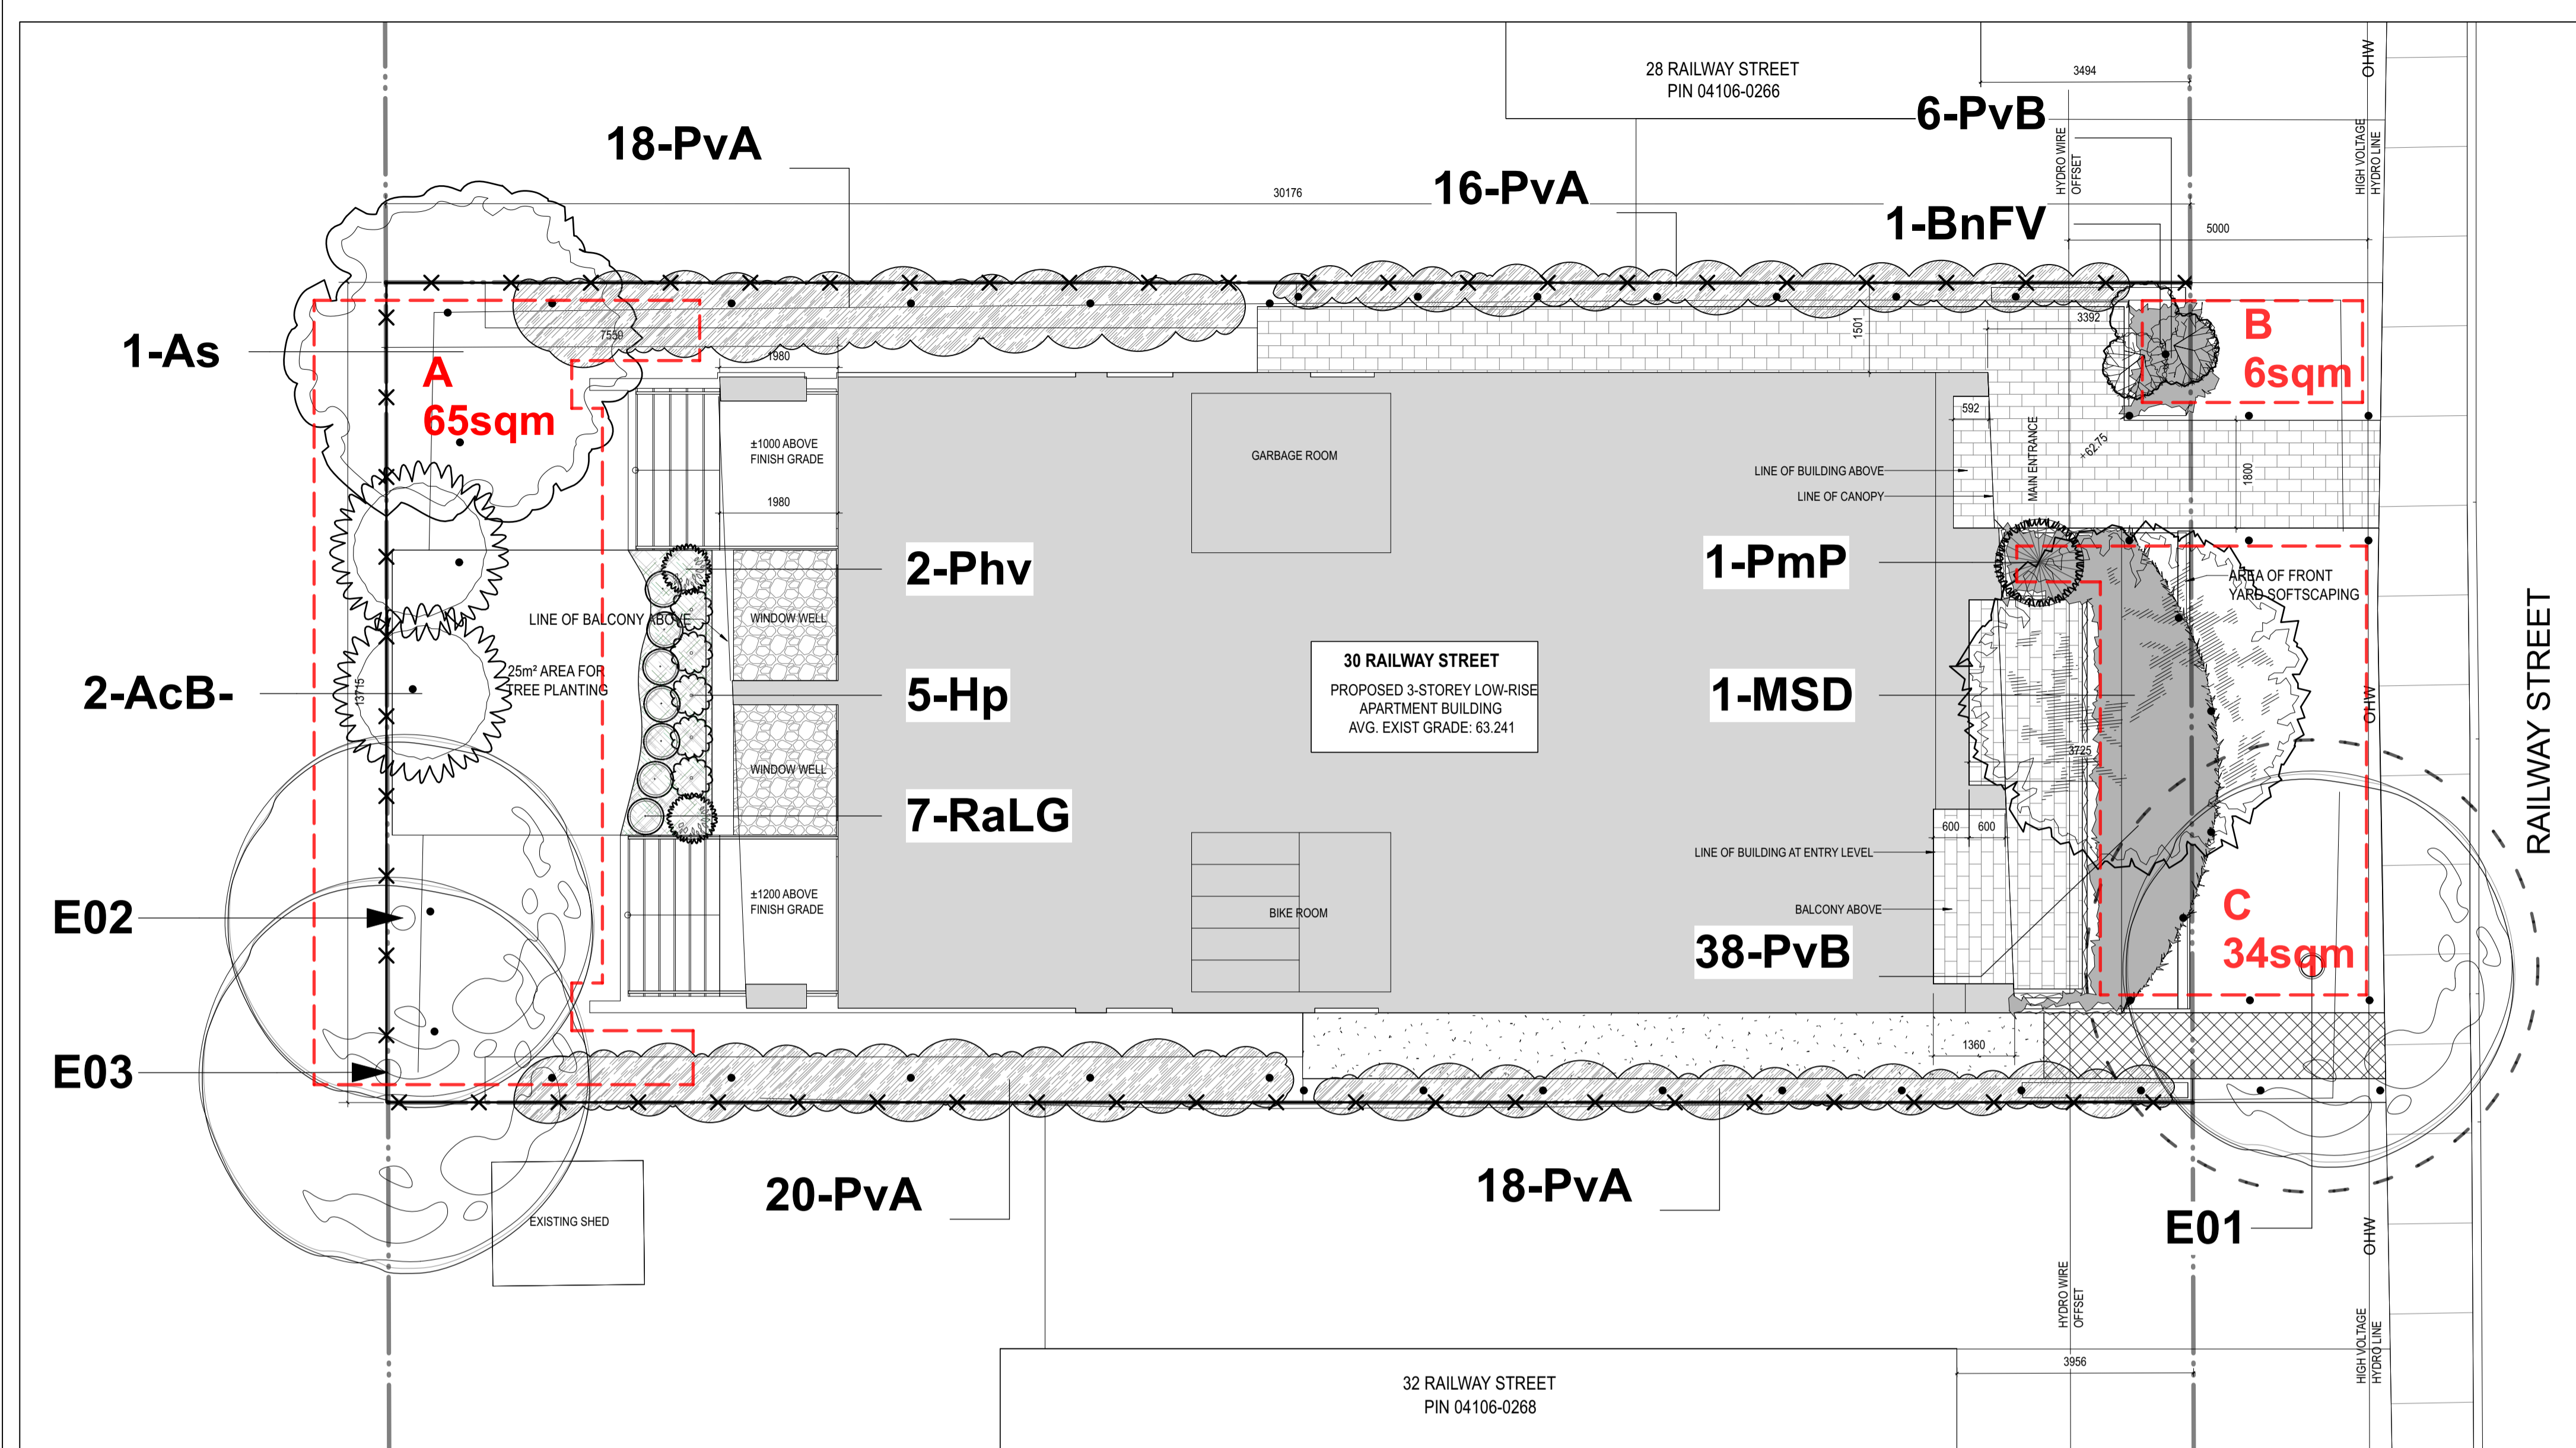 28 RAILWAY STREET
PIN 04106-0266
3494
OHW
6-PvB
18-PvA
HYDRO WIRE
OFFSET
HIGH VOLTAGE
HYDRO LINE
30176
16-PvA
1-BnFV
5000
1-As
7550
1980
1501
3392
A
65sqm
B
6sqm
592
±1000 ABOVE
FINISH GRADE
GARBAGE ROOM
MAIN ENTRANCE
+62.75
1800
LINE OF BUILDING ABOVE
LINE OF CANOPY
1980
2-Phv
1-PmP
AREA OF FRONT
YARD SOFTSCAPING
LINE OF BALCONY ABOVE
WINDOW WELL
25m² AREA FOR
TREE PLANTING
13715
2-AcB-
5-Hp
30 RAILWAY STREET
PROPOSED 3-STOREY LOW-RISE
APARTMENT BUILDING
AVG. EXIST GRADE: 63.241
1-MSD
OHW
RAILWAY STREET
3725
WINDOW WELL
7-RaLG
600
600
LINE OF BUILDING AT ENTRY LEVEL
E02
±1200 ABOVE
FINISH GRADE
BIKE ROOM
BALCONY ABOVE
C
34sqm
38-PvB
E03
1360
20-PvA
18-PvA
EXISTING SHED
E01
OHW
HYDRO WIRE
OFFSET
HIGH VOLTAGE
HYDRO LINE
3956
32 RAILWAY STREET
PIN 04106-0268